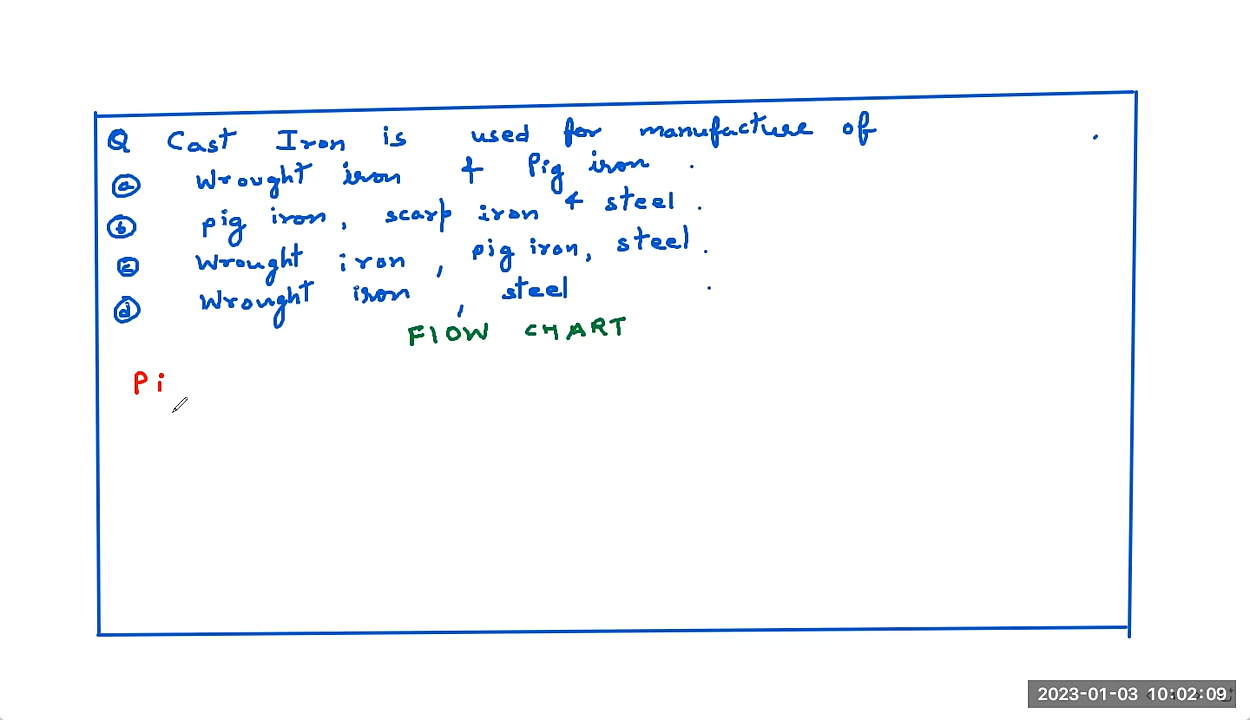 Q Cast Iron is used for manufacture of
(a) Wrought iron + Pig iron .
(b) pig iron, scarp iron + steel .
(c) Wrought iron , pig iron, steel .
(d) Wrought iron , steel .
FlOW CHART
Pi
2023-01-03 10:02:09